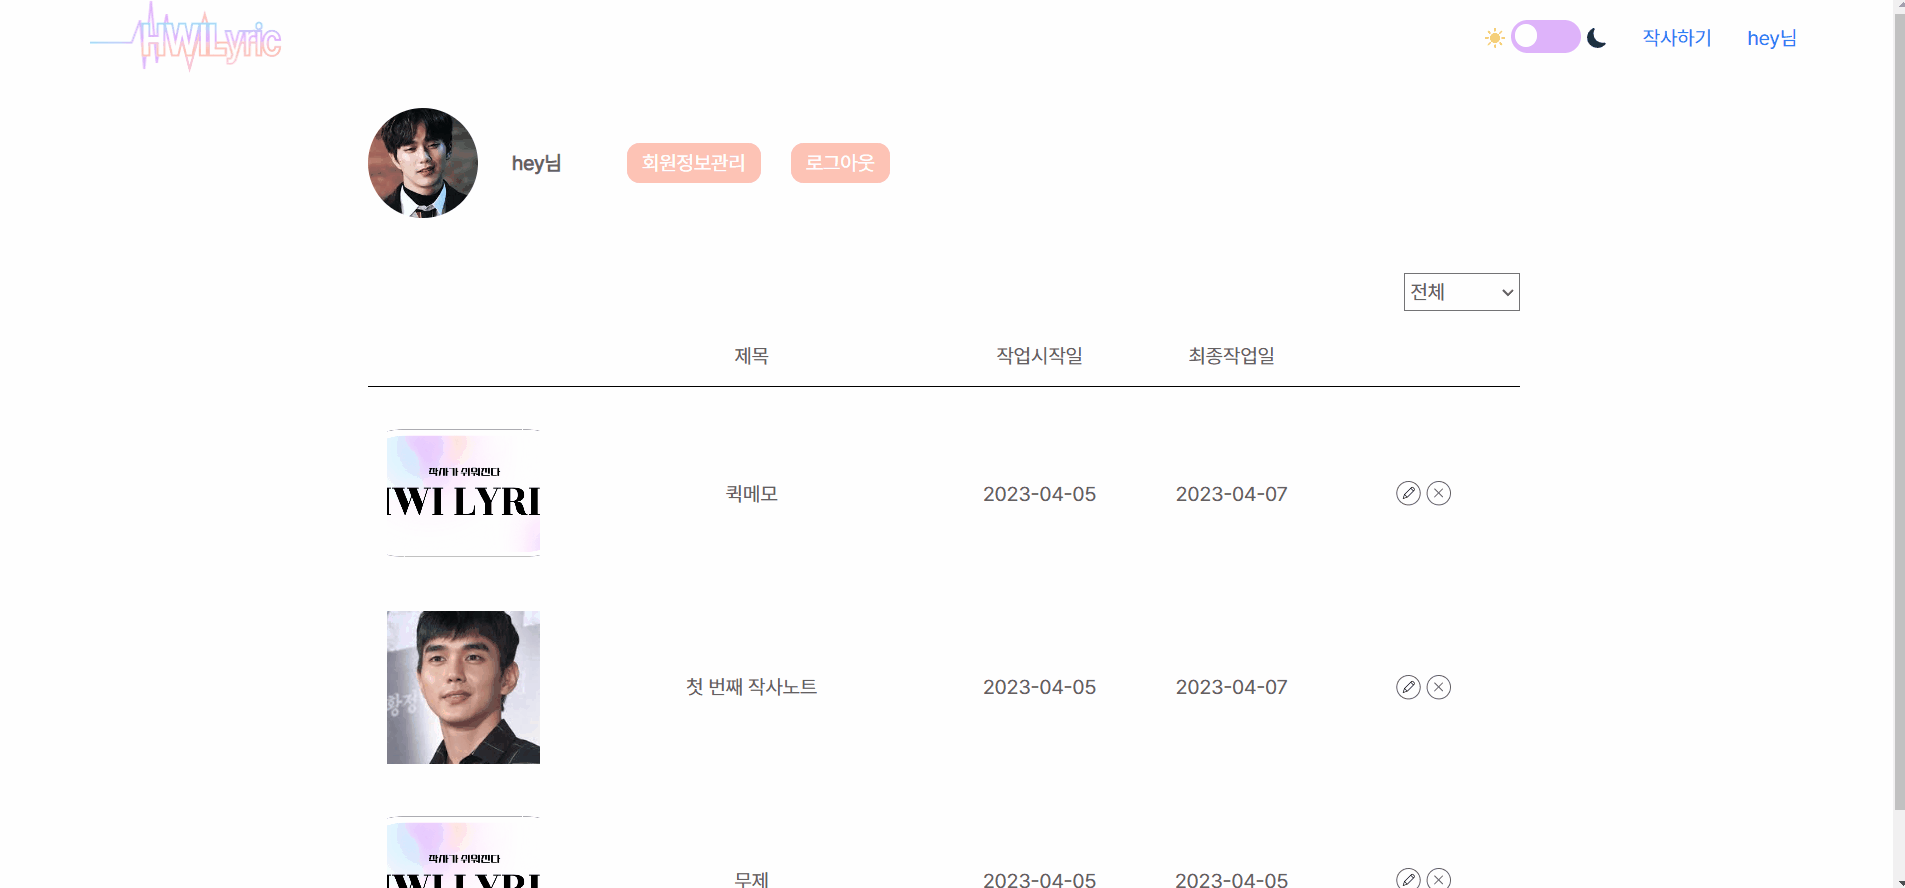 HWILyric
작사하기 hey님
hey님 회원정보관리 로그아웃
전체
제목 작업시작일 최종작업일
작사가 쉬워진다
WI LYRI
퀵메모 2023-04-05 2023-04-07
황정
첫 번째 작사노트 2023-04-05 2023-04-07
작사가 쉬워진다
WI LYRI
무제 2023-04-05 2023-04-05